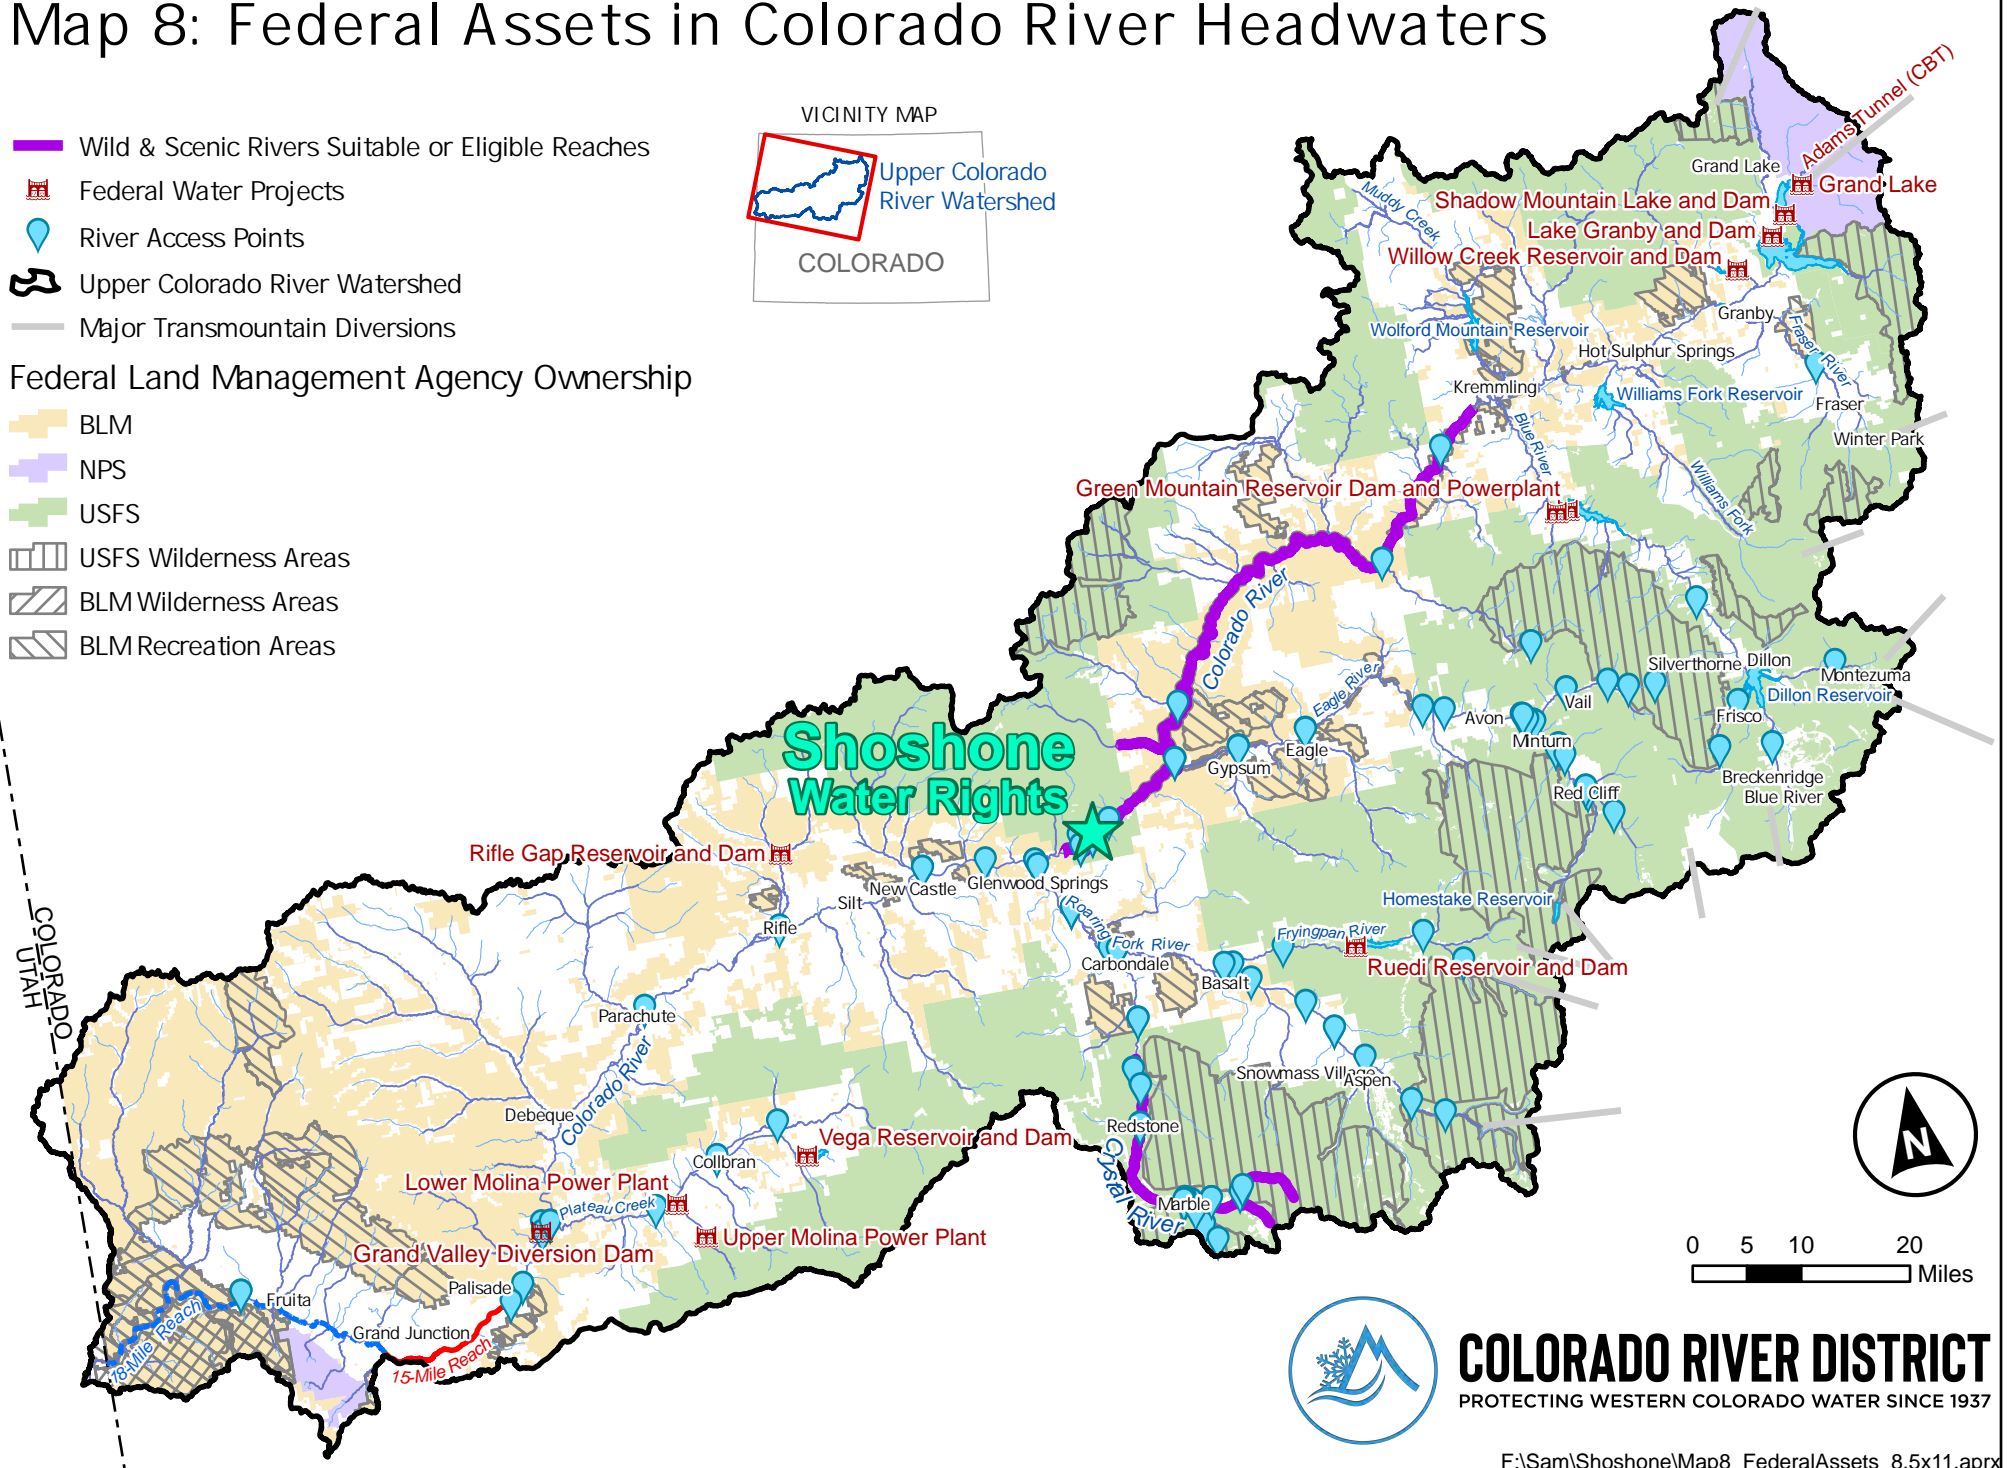 Map 8: Federal Assets in Colorado River Headwaters
Wild & Scenic Rivers Suitable or Eligible Reaches
Federal Water Projects
River Access Points
Upper Colorado River Watershed
Major Transmountain Diversions
Federal Land Management Agency Ownership
BLM
NPS
USFS
USFS Wilderness Areas
BLM Wilderness Areas
BLM Recreation Areas
VICINITY MAP
Upper Colorado
River Watershed
COLORADO
Adams Tunnel (CBT)
Grand Lake
Grand Lake
Shadow Mountain Lake and Dam
Lake Granby and Dam
Willow Creek Reservoir and Dam
Muddy Creek
Granby
Fraser River
Wolford Mountain Reservoir
Hot Sulphur Springs
Kremmling
Williams Fork Reservoir
Fraser
Winter Park
Blue River
Williams Fork
Green Mountain Reservoir Dam and Powerplant
Colorado River
Eagle River
Silverthorne
Dillon
Montezuma
Dillon Reservoir
Frisco
Vail
Avon
Minturn
Eagle
Gypsum
Breckenridge
Blue River
Red Cliff
Shoshone
Water Rights
Rifle Gap Reservoir and Dam
New Castle
Glenwood Springs
Silt
Rifle
Homestake Reservoir
Roaring Fork River
Fryingpan River
Carbondale
Basalt
Ruedi Reservoir and Dam
COLORADO
UTAH
Parachute
Colorado River
Debeque
Snowmass Village
Aspen
Redstone
Crystal River
Marble
Vega Reservoir and Dam
Collbran
Lower Molina Power Plant
Plateau Creek
Upper Molina Power Plant
Grand Valley Diversion Dam
Palisade
Fruita
Grand Junction
18-Mile Reach
15-Mile Reach
N
0 5 10 20
Miles
COLORADO RIVER DISTRICT
PROTECTING WESTERN COLORADO WATER SINCE 1937
F:\Sam\Shoshone\Map8_FederalAssets_8.5x11.aprx